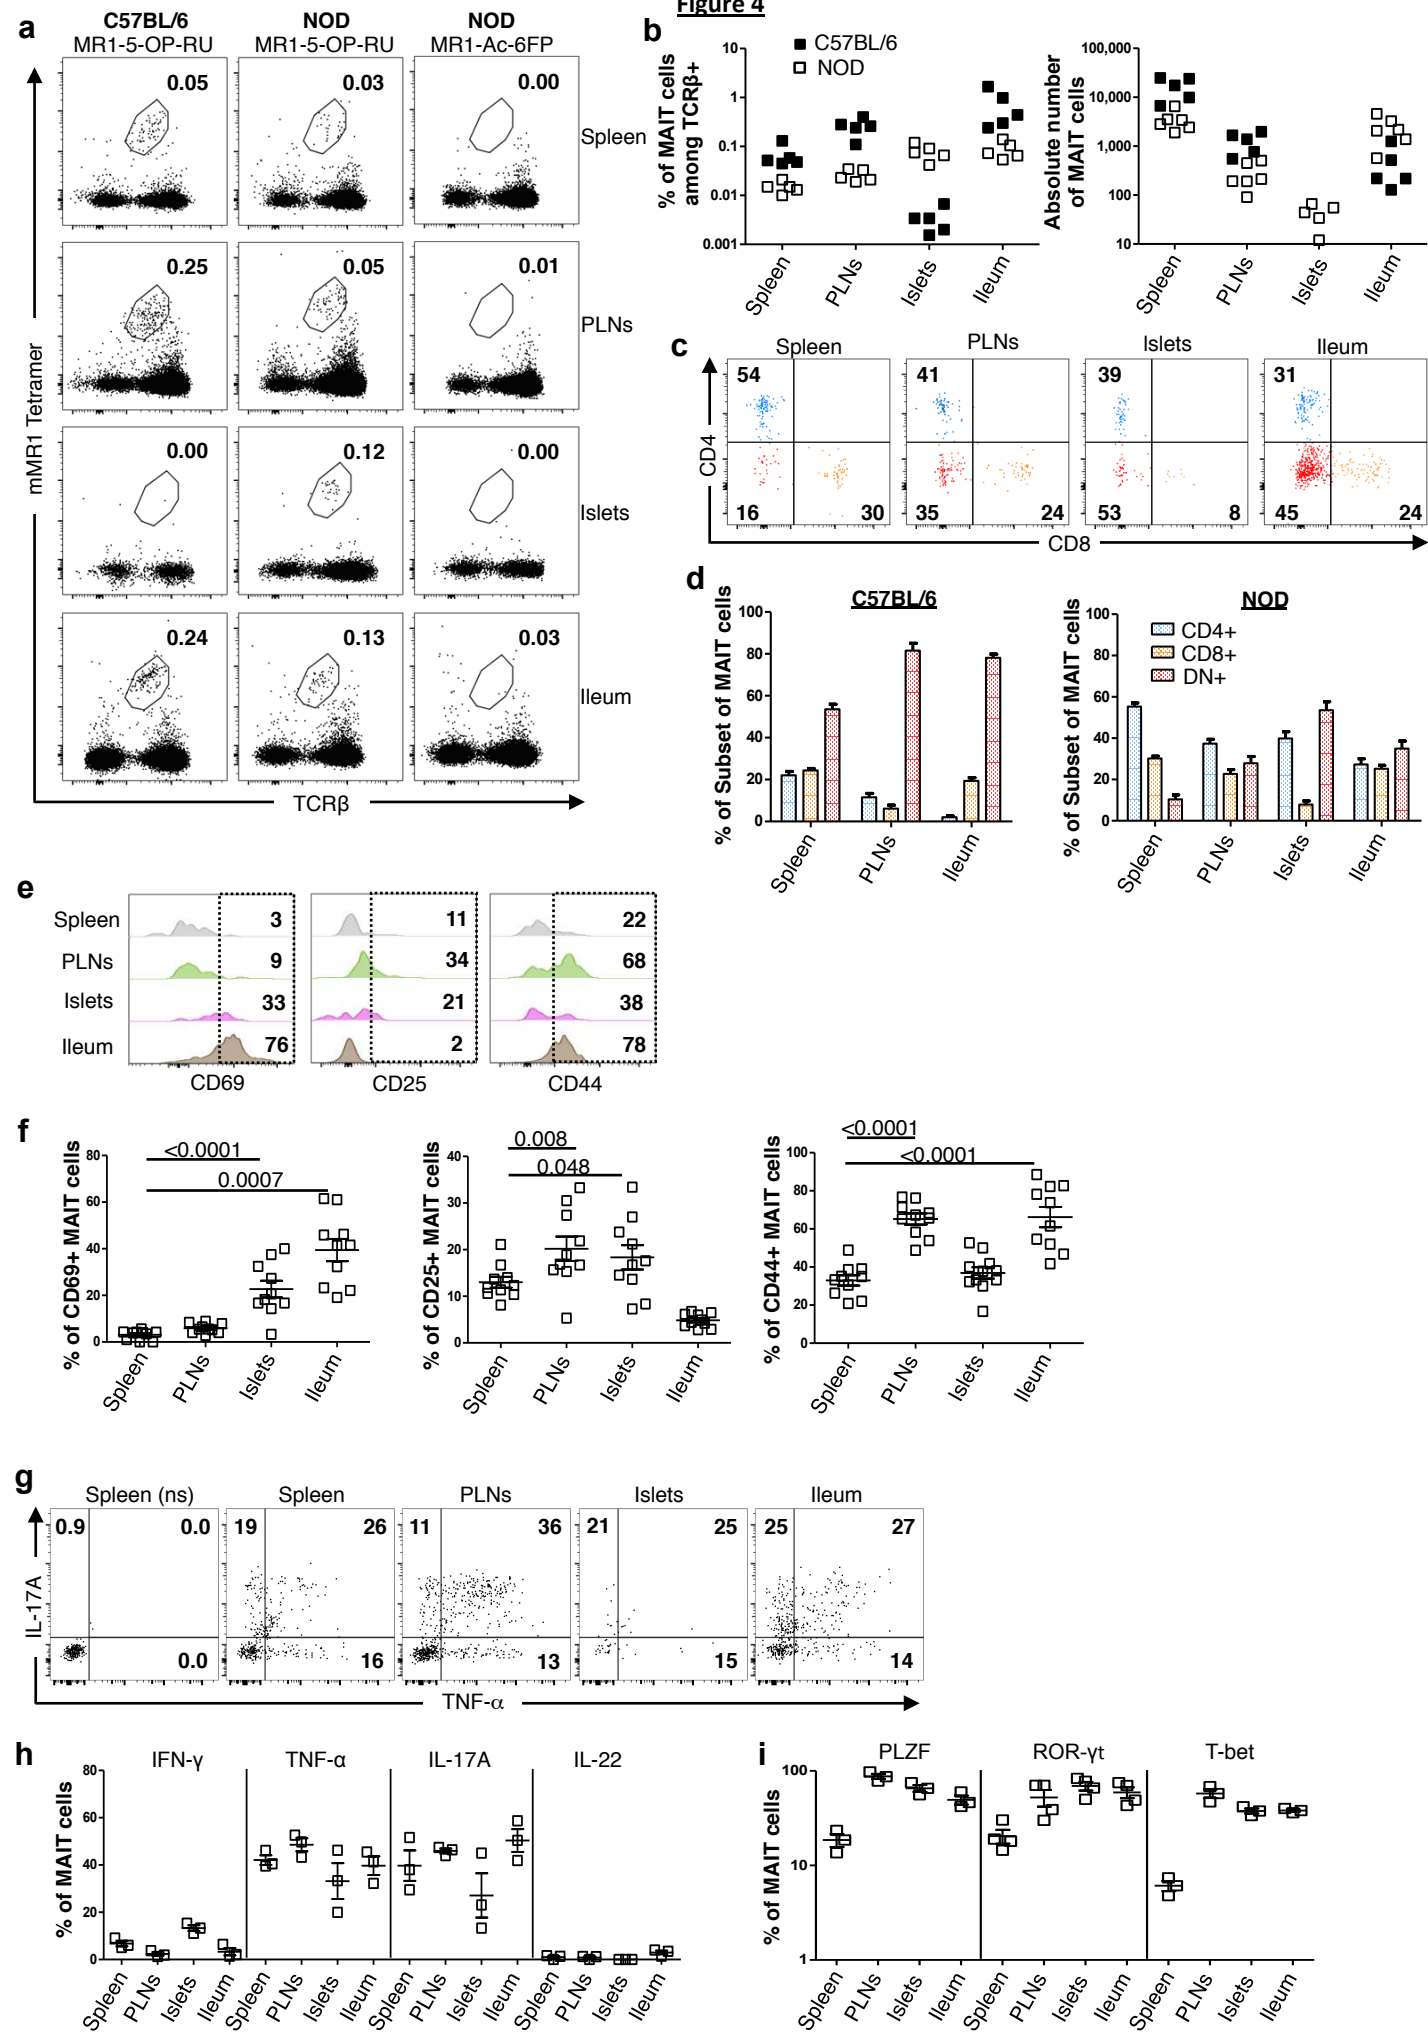 Figure 4
a
C57BL/6 NOD NOD
MR1-5-OP-RU MR1-5-OP-RU MR1-Ac-6FP
0.05 0.03 0.00
Spleen
0.25 0.05 0.01
PLNs
0.00 0.12 0.00
Islets
0.24 0.13 0.03
Ileum
mMR1 Tetramer
TCRβ
b
C57BL/6
NOD
% of MAIT cells
among TCRβ+
10
1
0.1
0.01
0.001
Spleen PLNs Islets Ileum
Absolute number
of MAIT cells
100,000
10,000
1,000
100
10
Spleen PLNs Islets Ileum
c
Spleen PLNs Islets Ileum
54 41 39 31
16 30 35 24 53 8 45 24
CD4
CD8
d
C57BL/6
% of Subset of MAIT cells
100
80
60
40
20
0
Spleen PLNs Ileum
NOD
CD4+
CD8+
DN+
% of Subset of MAIT cells
100
80
60
40
20
0
Spleen PLNs Islets Ileum
e
Spleen 3 11 22
PLNs 9 34 68
Islets 33 21 38
Ileum 76 2 78
CD69 CD25 CD44
f
% of CD69+ MAIT cells
<0.0001
0.0007
80
60
40
20
0
Spleen PLNs Islets Ileum
% of CD25+ MAIT cells
0.008
0.048
40
30
20
10
0
Spleen PLNs Islets Ileum
% of CD44+ MAIT cells
<0.0001
<0.0001
100
80
60
40
20
0
Spleen PLNs Islets Ileum
g
Spleen (ns) Spleen PLNs Islets Ileum
0.9 0.0 19 26 11 36 21 25 25 27
0.0 16 13 15 14
IL-17A
TNF-α
h
IFN-γ TNF-α IL-17A IL-22
% of MAIT cells
80
60
40
20
0
Spleen PLNs Islets Ileum Spleen PLNs Islets Ileum Spleen PLNs Islets Ileum Spleen PLNs Islets Ileum
i
PLZF ROR-γt T-bet
% of MAIT cells
100
10
1
Spleen PLNs Islets Ileum Spleen PLNs Islets Ileum Spleen PLNs Islets Ileum